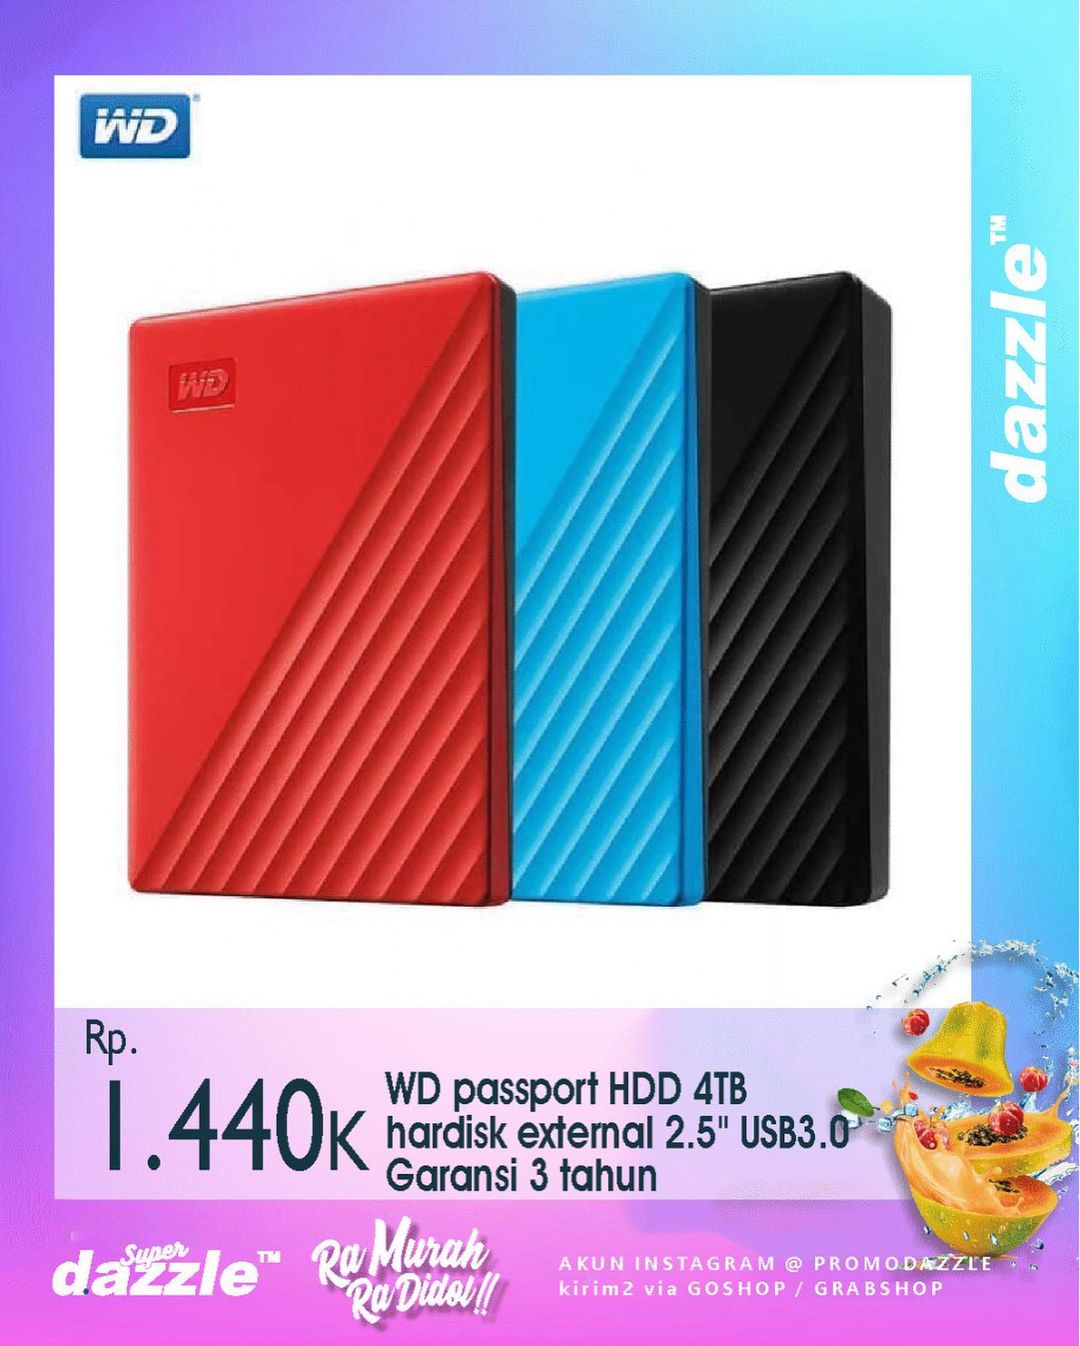 WD
dazzle™
WD
Rp.
1.440K
WD passport HDD 4TB
hardisk external 2.5" USB3.0
Garansi 3 tahun
Super
dazzle™
Ra Murah
Ra Didol!!
AKUN INSTAGRAM @ PROMODAZZLE
kirim2 via GOSHOP / GRABSHOP